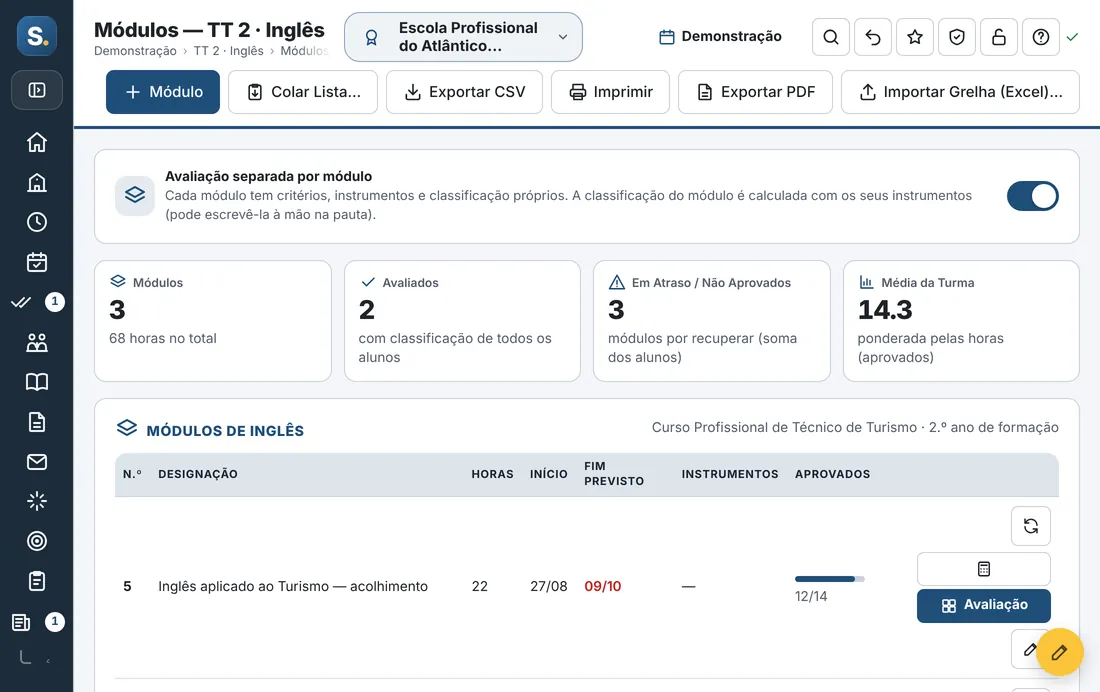 S.
Módulos — TT 2 · Inglês
Demonstração › TT 2 · Inglês › Módulos
Escola Profissional
do Atlântico...
Demonstração
Módulo
Colar Lista...
Exportar CSV
Imprimir
Exportar PDF
Importar Grelha (Excel)...
Avaliação separada por módulo
Cada módulo tem critérios, instrumentos e classificação próprios. A classificação do módulo é calculada com os seus instrumentos
(pode escrevê-la à mão na pauta).
Módulos
3
68 horas no total
Avaliados
2
com classificação de todos os
alunos
Em Atraso / Não Aprovados
3
módulos por recuperar (soma
dos alunos)
Média da Turma
14.3
ponderada pelas horas
(aprovados)
1
1
MÓDULOS DE INGLÊS
Curso Profissional de Técnico de Turismo · 2.º ano de formação
N.º DESIGNAÇÃO HORAS INÍCIO FIM PREVISTO INSTRUMENTOS APROVADOS
5 Inglês aplicado ao Turismo — acolhimento 22 27/08 09/10 — 12/14
Avaliação